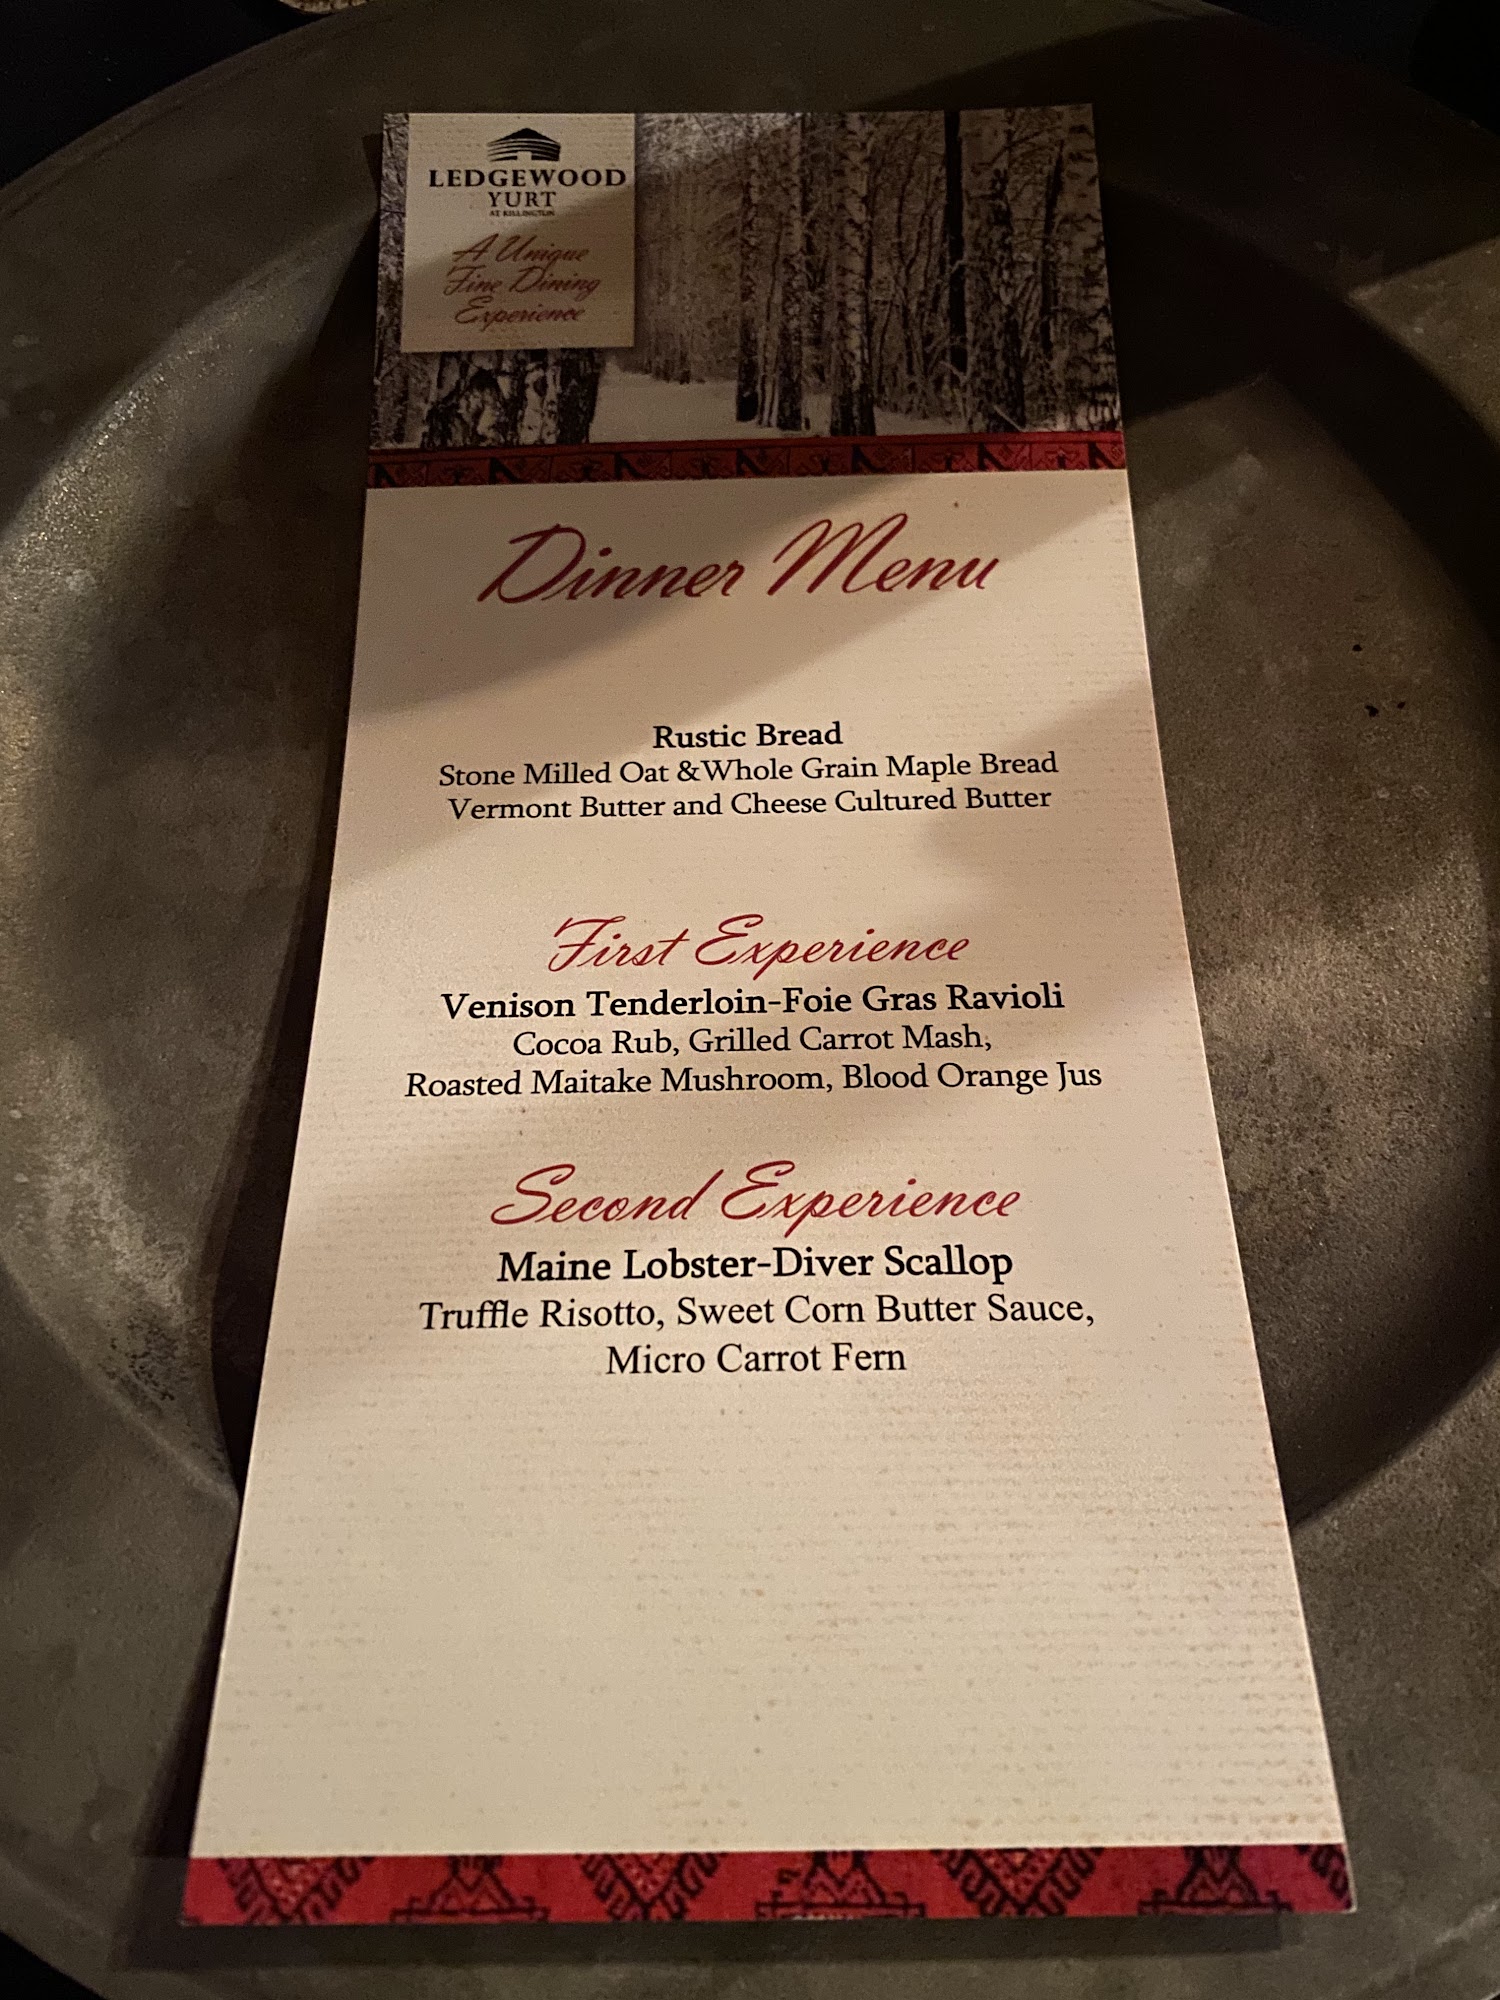 LEDGEWOOD
YURT
AT KILLINGTON
A Unique
Fine Dining
Experience
Dinner Menu
Rustic Bread
Stone Milled Oat &Whole Grain Maple Bread
Vermont Butter and Cheese Cultured Butter
First Experience
Venison Tenderloin-Foie Gras Ravioli
Cocoa Rub, Grilled Carrot Mash,
Roasted Maitake Mushroom, Blood Orange Jus
Second Experience
Maine Lobster-Diver Scallop
Truffle Risotto, Sweet Corn Butter Sauce,
Micro Carrot Fern